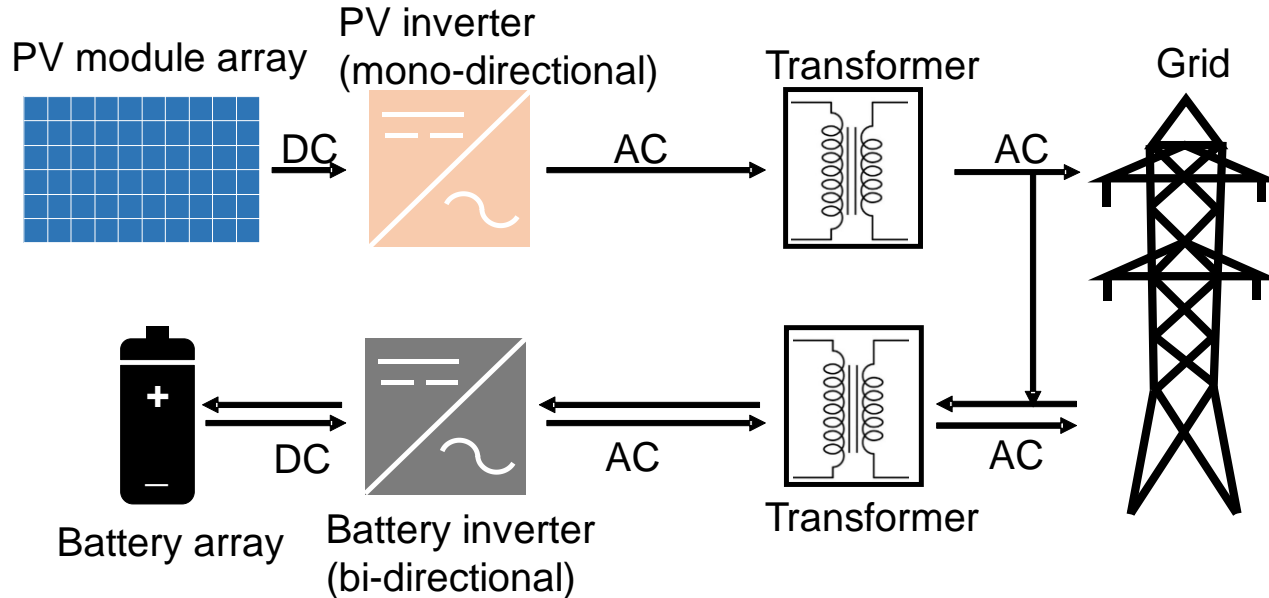 PV module array
PV inverter
(mono-directional)
Transformer
Grid
DC
AC
AC
+
–
DC
AC
AC
Battery array
Battery inverter
(bi-directional)
Transformer